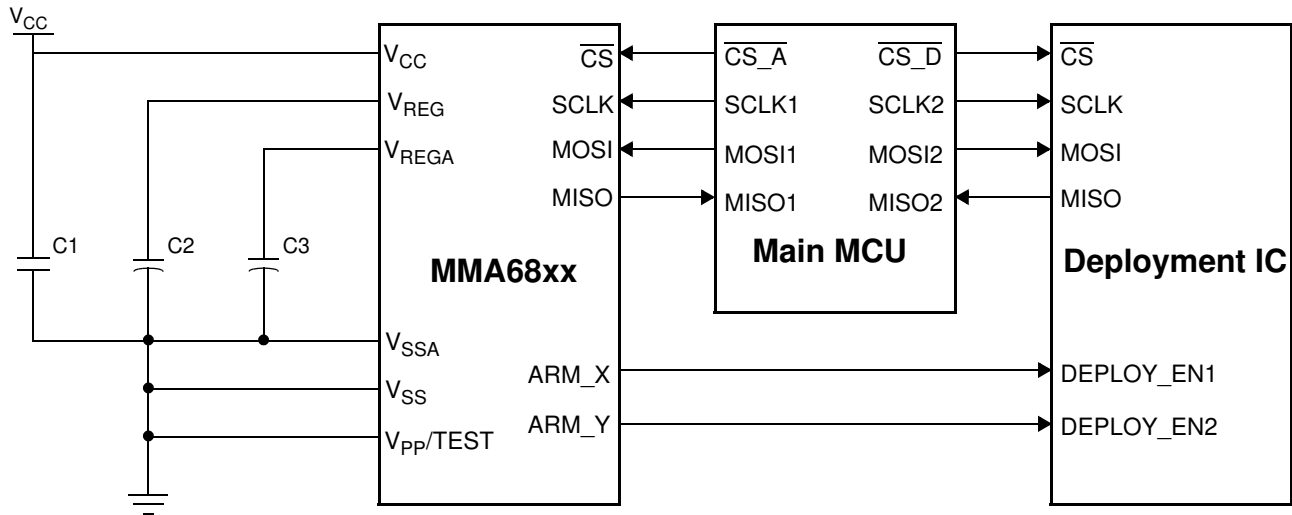 VCC
VCC
VREG
VREGA
C1
C2
C3
VSSA
VSS
VPP/TEST
CS
SCLK
MOSI
MISO
MMA68xx
ARM_X
ARM_Y
CS_A
SCLK1
MOSI1
MISO1
CS_D
SCLK2
MOSI2
MISO2
Main MCU
CS
SCLK
MOSI
MISO
Deployment IC
DEPLOY_EN1
DEPLOY_EN2